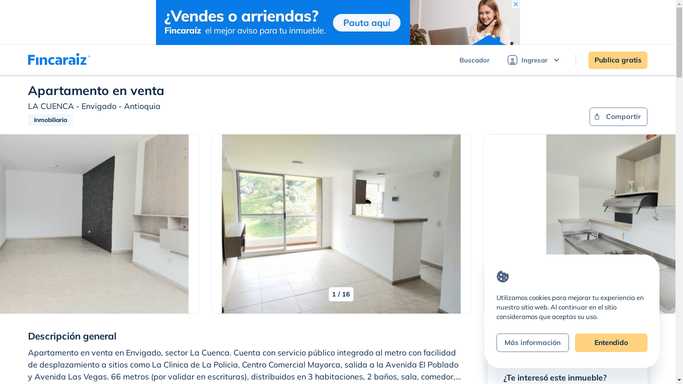 ¿Vendes o arriendas?
Fincaraíz el mejor aviso para tu inmueble.
Pauta aquí
Fincaraíz
Buscador
Ingresar
Publica gratis
Apartamento en venta
LA CUENCA - Envigado - Antioquia
Inmobiliaria
Compartir
1 / 16
Utilizamos cookies para mejorar tu experiencia en
nuestro sitio web. Al continuar en el sitio
consideramos que aceptas su uso.
Más información
Entendido
Descripción general
Apartamento en venta en Envigado, sector La Cuenca. Cuenta con servicio público integrado al metro con facilidad
de desplazamiento a sitios como La Clinica de La Policia, Centro Comercial Mayorca, salida a la Avenida El Poblado
y Avenida Las Vegas. 66 metros (por validar en escrituras), distribuidos en 3 habitaciones, 2 baños, sala, comedor,...
¿Te interesó este inmueble?